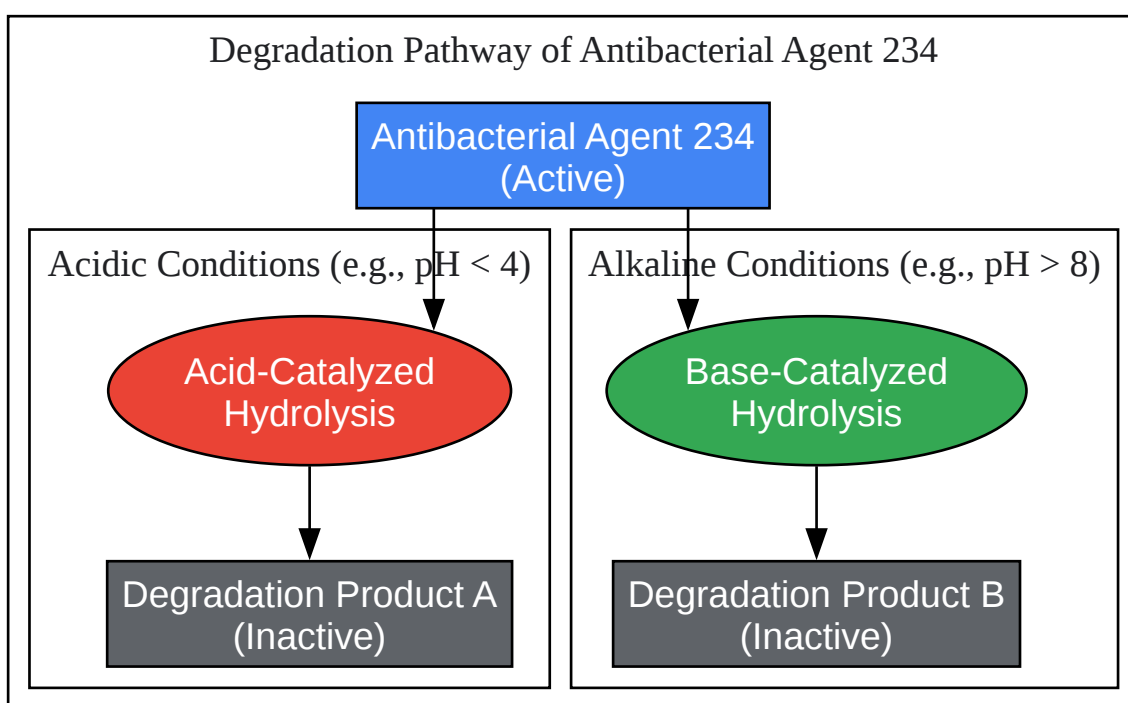 Degradation Pathway of Antibacterial Agent 234
Antibacterial Agent 234
(Active)
Acidic Conditions (e.g., pH < 4)
Acid-Catalyzed
Hydrolysis
Degradation Product A
(Inactive)
Alkaline Conditions (e.g., pH > 8)
Base-Catalyzed
Hydrolysis
Degradation Product B
(Inactive)